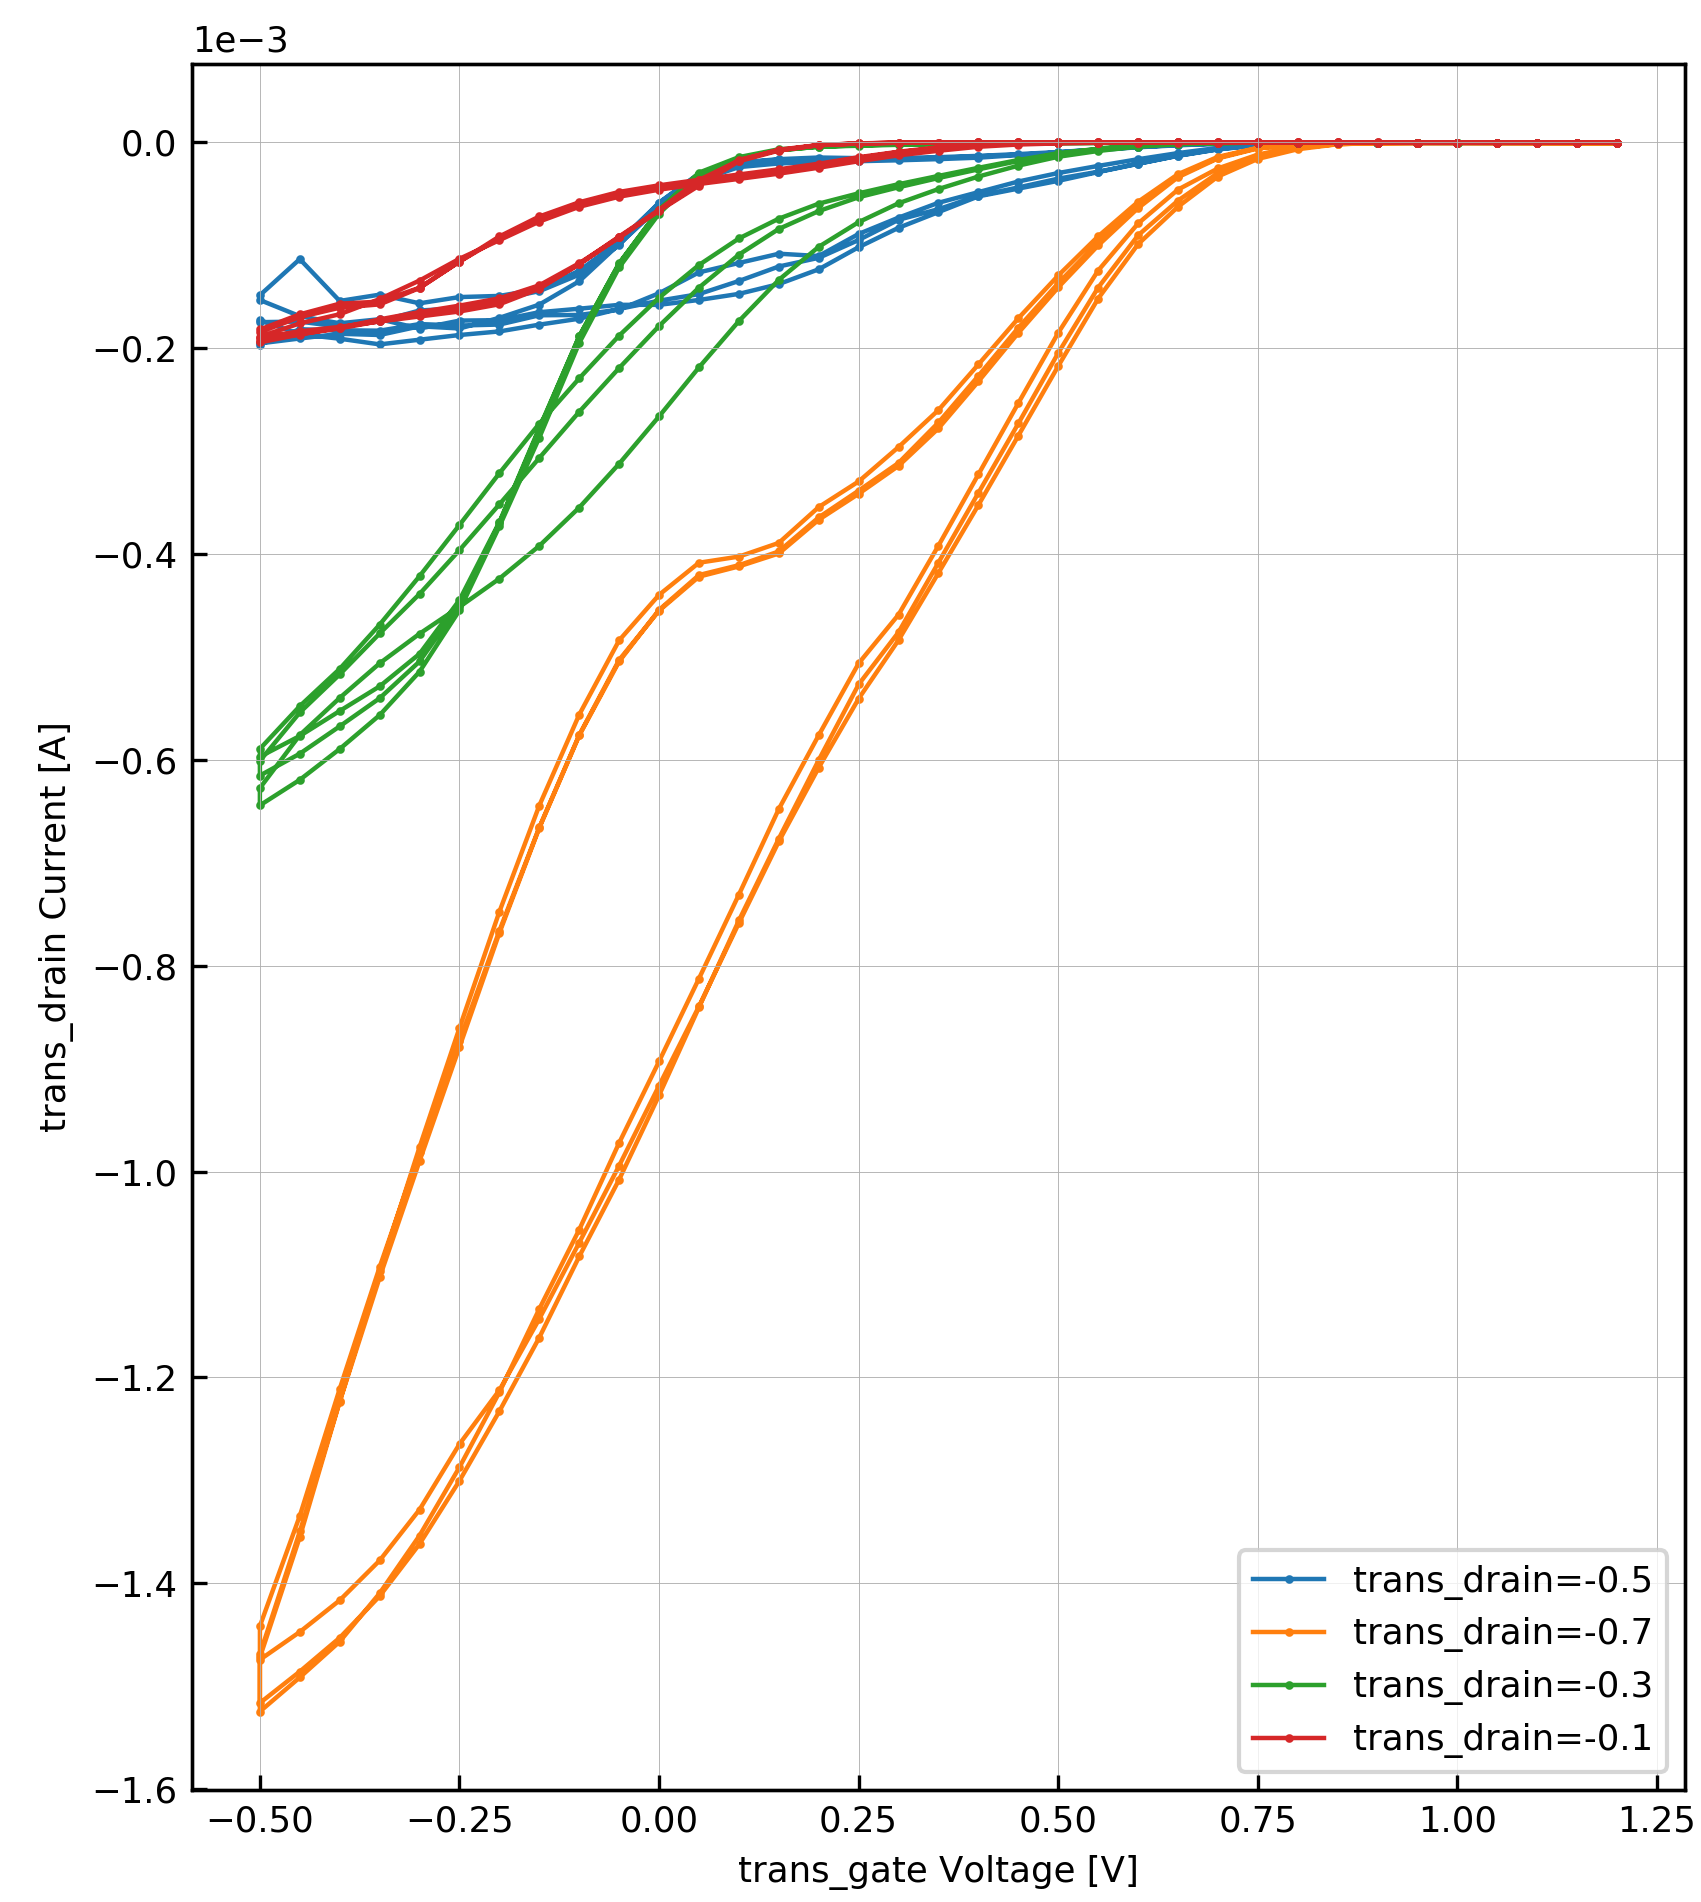 1e−3
0.0
−0.2
−0.4
−0.6
−0.8
−1.0
−1.2
−1.4
−1.6
trans_drain Current [A]
trans_drain=-0.5
trans_drain=-0.7
trans_drain=-0.3
trans_drain=-0.1
−0.50 −0.25 0.00 0.25 0.50 0.75 1.00 1.25
trans_gate Voltage [V]